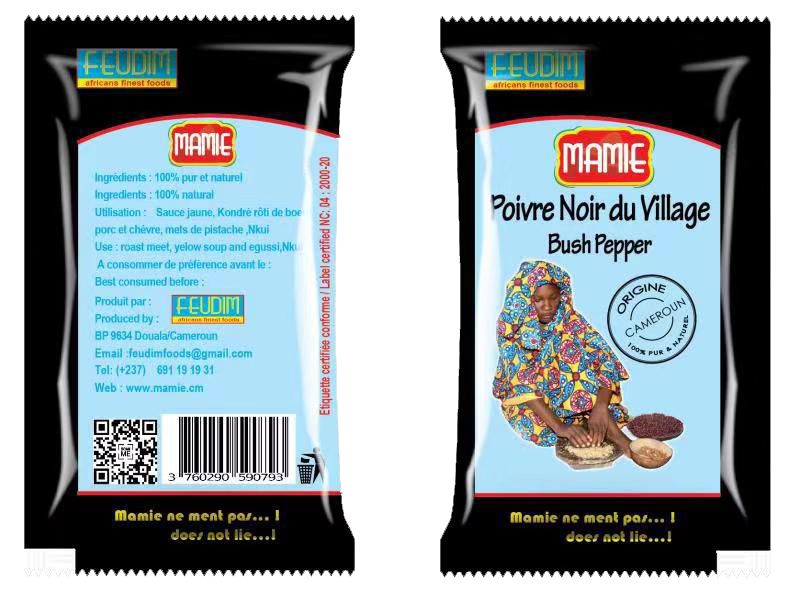 FEUDIM
africans finest foods
MAMIE
Ingrédients : 100% pur et naturel
Ingredients : 100% natural
Utilisation : Sauce jaune, Kondrè rôti de boe
porc et chévre, mets de pistache ,Nkui
Use : roast meet, yelow soup and egussi,Nku
A consommer de préférence avant le :
Best consumed before :
Produit par :
Produced by :
FEUDIM
africans finest foods
BP 9634 Douala/Cameroun
Email :feudimfoods@gmail.com
Tel: (+237) 691 19 19 31
Web : www.mamie.cm
Etiquette certifiée conforme / Label certified NC: 04 : 2000-20
3 760290 590793
Mamie ne ment pas... !
does not lie...!
FEUDIM
africans finest foods
MAMIE
Poivre Noir du Village
Bush Pepper
ORIGINE
CAMEROUN
100% PUR & NATUREL
Mamie ne ment pas... !
does not lie...!